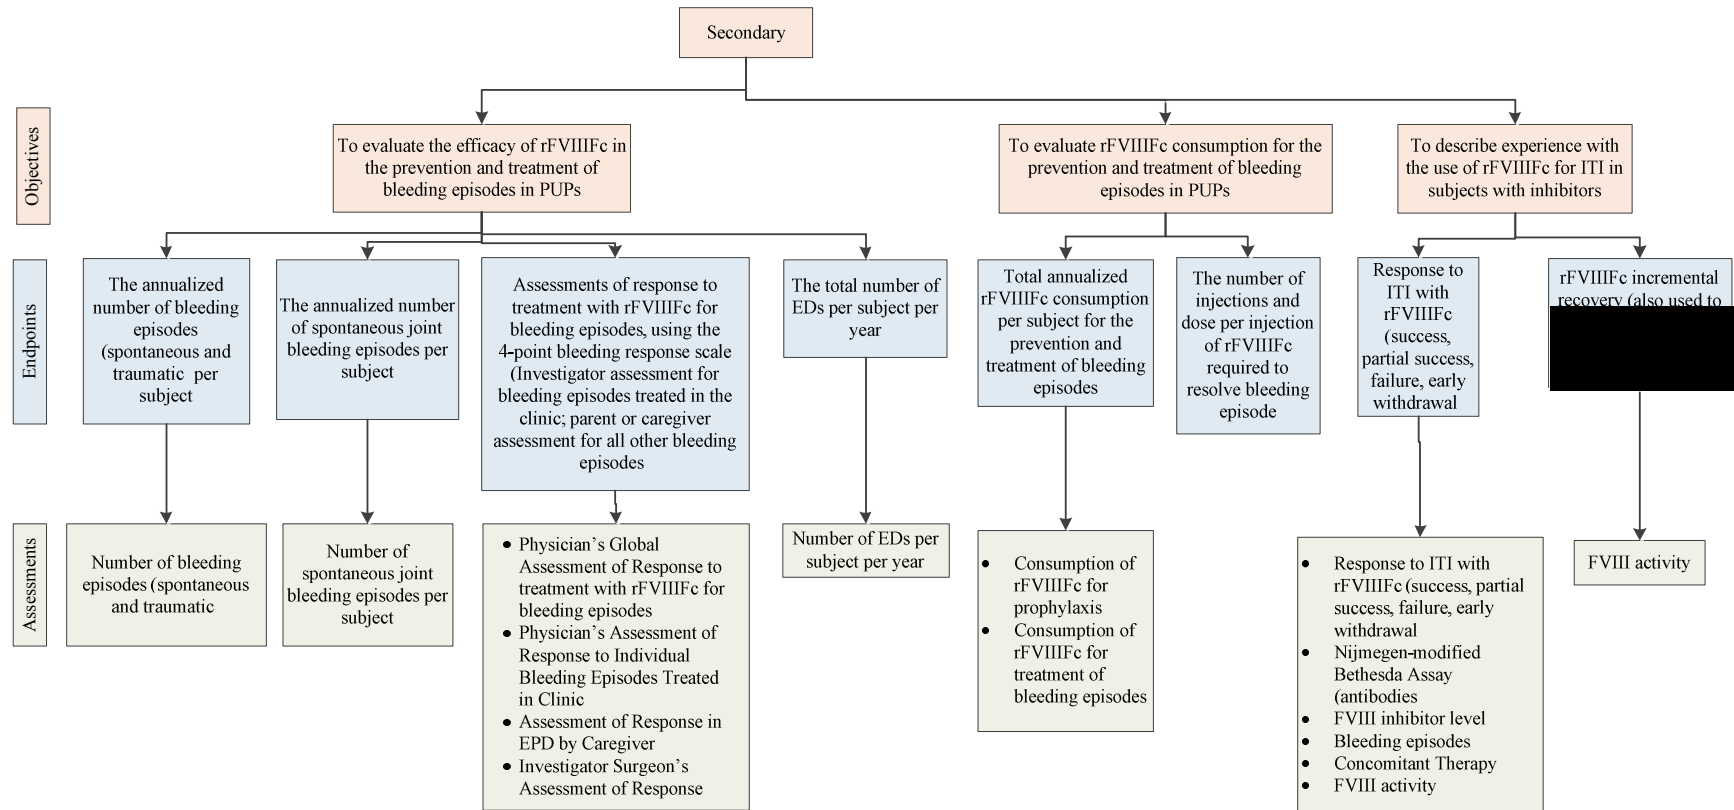 Secondary
Objectives
To evaluate the efficacy of rFVIIIFc in
the prevention and treatment of
bleeding episodes in PUPs
To evaluate rFVIIIFc consumption for the
prevention and treatment of bleeding
episodes in PUPs
To describe experience with
the use of rFVIIIFc for ITI in
subjects with inhibitors
Endpoints
The annualized
number of bleeding
episodes
(spontaneous and
traumatic per
subject
The annualized number
of spontaneous joint
bleeding episodes per
subject
Assessments of response to
treatment with rFVIIIFc for
bleeding episodes, using the
4-point bleeding response scale
(Investigator assessment for
bleeding episodes treated in the
clinic; parent or caregiver
assessment for all other bleeding
episodes
The total number of
EDs per subject per
year
Total annualized
rFVIIIFc consumption
per subject for the
prevention and
treatment of bleeding
episodes
The number of
injections and
dose per injection
of rFVIIIFc
required to
resolve bleeding
episode
Response to
ITI with
rFVIIIFc
(success,
partial success,
failure, early
withdrawal
rFVIIIFc incremental
recovery (also used to
Assessments
Number of bleeding
episodes (spontaneous
and traumatic
Number of
spontaneous joint
bleeding episodes per
subject
• Physician's Global
Assessment of Response to
treatment with rFVIIIFc for
bleeding episodes
• Physician's Assessment of
Response to Individual
Bleeding Episodes Treated
in Clinic
• Assessment of Response in
EPD by Caregiver
• Investigator Surgeon's
Assessment of Response
Number of EDs per
subject per year
• Consumption of
rFVIIIFc for
prophylaxis
• Consumption of
rFVIIIFc for
treatment of
bleeding episodes
• Response to ITI with
rFVIIIFc (success, partial
success, failure, early
withdrawal
• Nijmegen-modified
Bethesda Assay
(antibodies
• FVIII inhibitor level
• Bleeding episodes
• Concomitant Therapy
• FVIII activity
FVIII activity